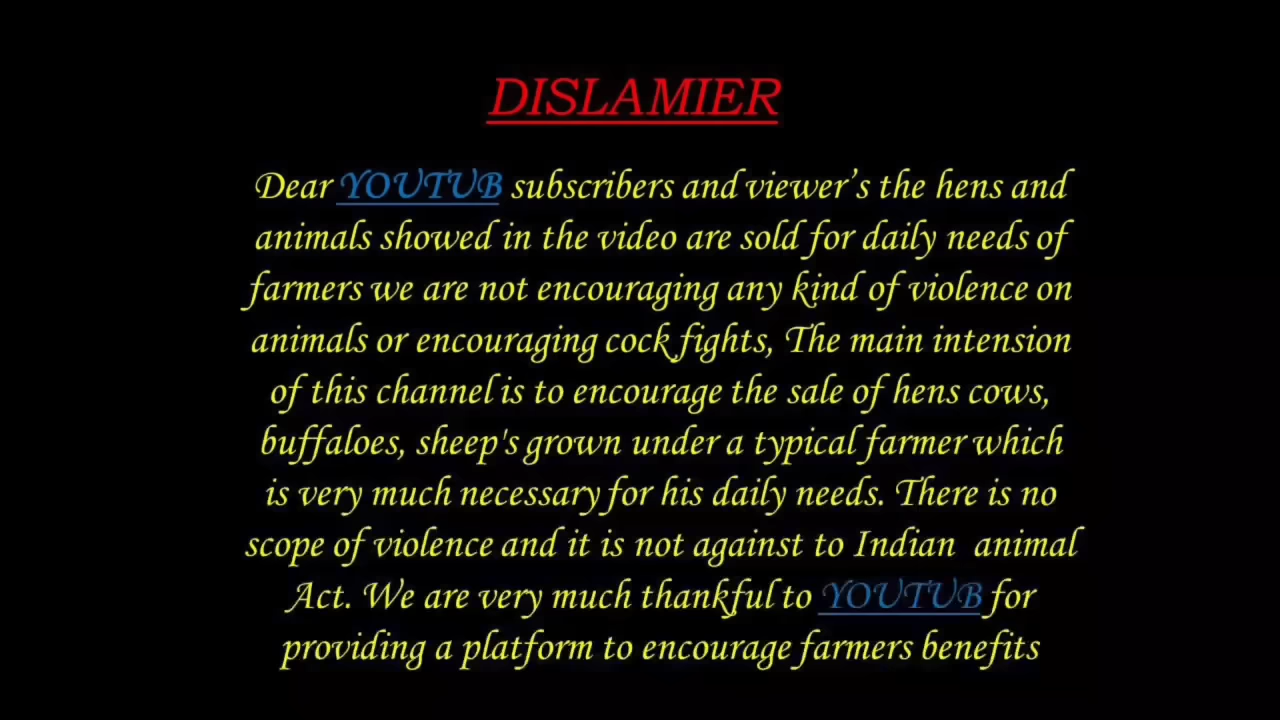 DISLAMIER
Dear YOUTUB subscribers and viewer’s the hens and
animals showed in the video are sold for daily needs of
farmers we are not encouraging any kind of violence on
animals or encouraging cock fights, The main intension
of this channel is to encourage the sale of hens cows,
buffaloes, sheep's grown under a typical farmer which
is very much necessary for his daily needs. There is no
scope of violence and it is not against to Indian animal
Act. We are very much thankful to YOUTUB for
providing a platform to encourage farmers benefits